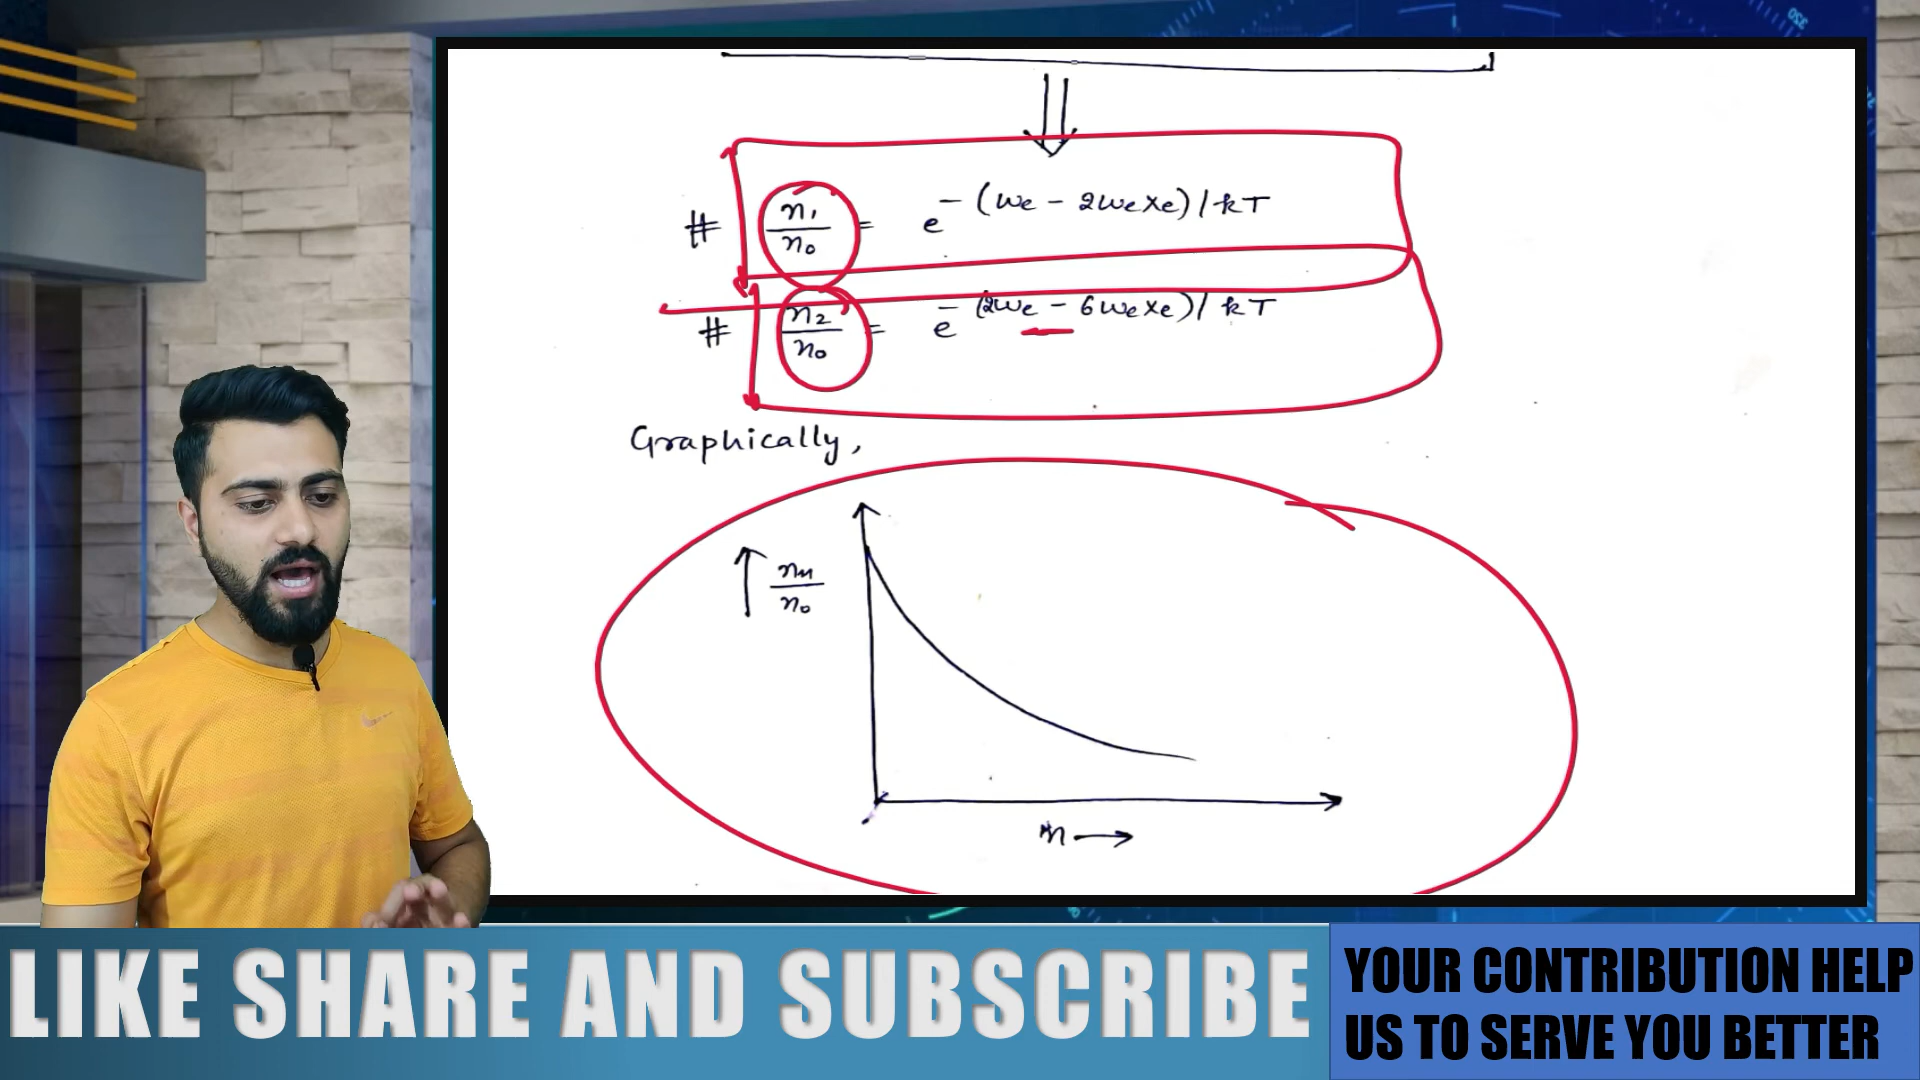 # n₁/n₀ = e^-(ωe - 2ωexe)/kT
# n₂/n₀ = e^-(2ωe - 6ωexe)/kT
Graphically,
↑ nₙ/n₀
n →
LIKE SHARE AND SUBSCRIBE
YOUR CONTRIBUTION HELP
US TO SERVE YOU BETTER